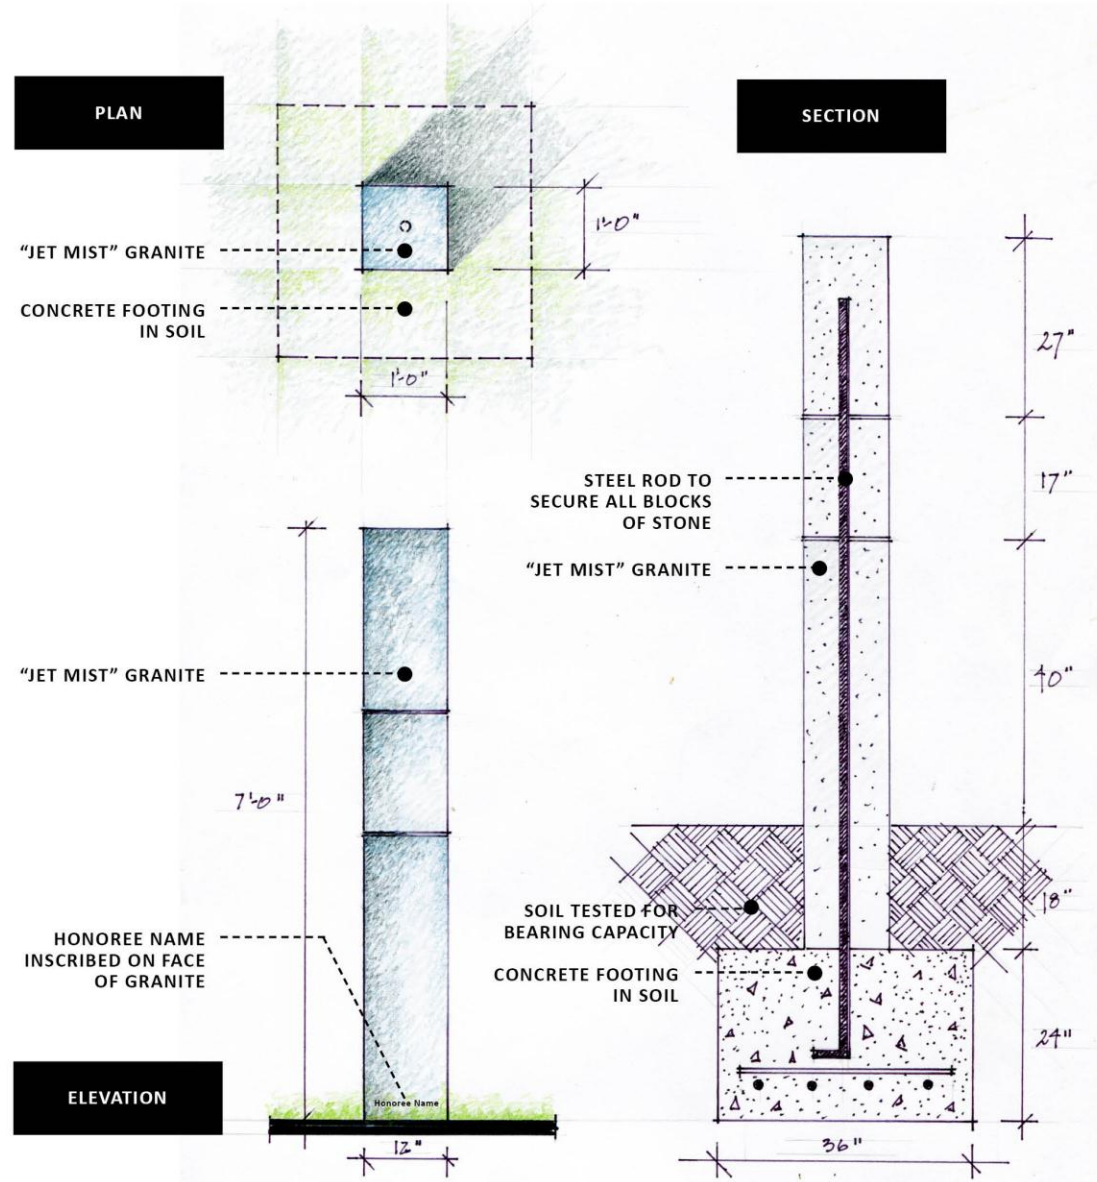 PLAN
"JET MIST" GRANITE
CONCRETE FOOTING
IN SOIL
1'-0"
1'-0"
SECTION
27"
17"
40"
18"
24"
36"
STEEL ROD TO
SECURE ALL BLOCKS
OF STONE
"JET MIST" GRANITE
SOIL TESTED FOR
BEARING CAPACITY
CONCRETE FOOTING
IN SOIL
"JET MIST" GRANITE
7'-0"
HONOREE NAME
INSCRIBED ON FACE
OF GRANITE
Honoree Name
ELEVATION
12"